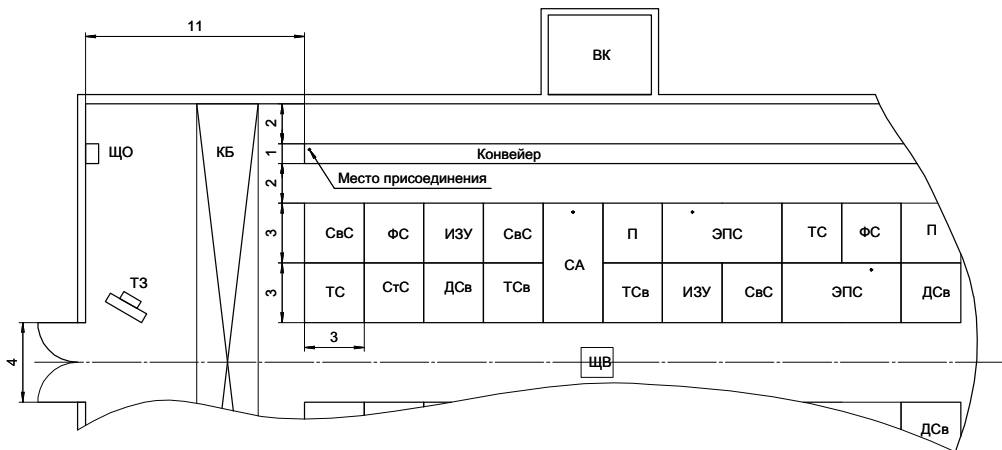 11
ВК
ЩО
КБ
2
1
Конвейер
Место присоединения
2
3
СвС
ФС
ИЗУ
СвС
СА
П
ЭПС
ТС
ФС
П
ТЗ
3
ТС
СтС
ДСв
ТСв
ТСв
ИЗУ
СвС
ЭПС
ДСв
3
4
ЩВ
ДСв